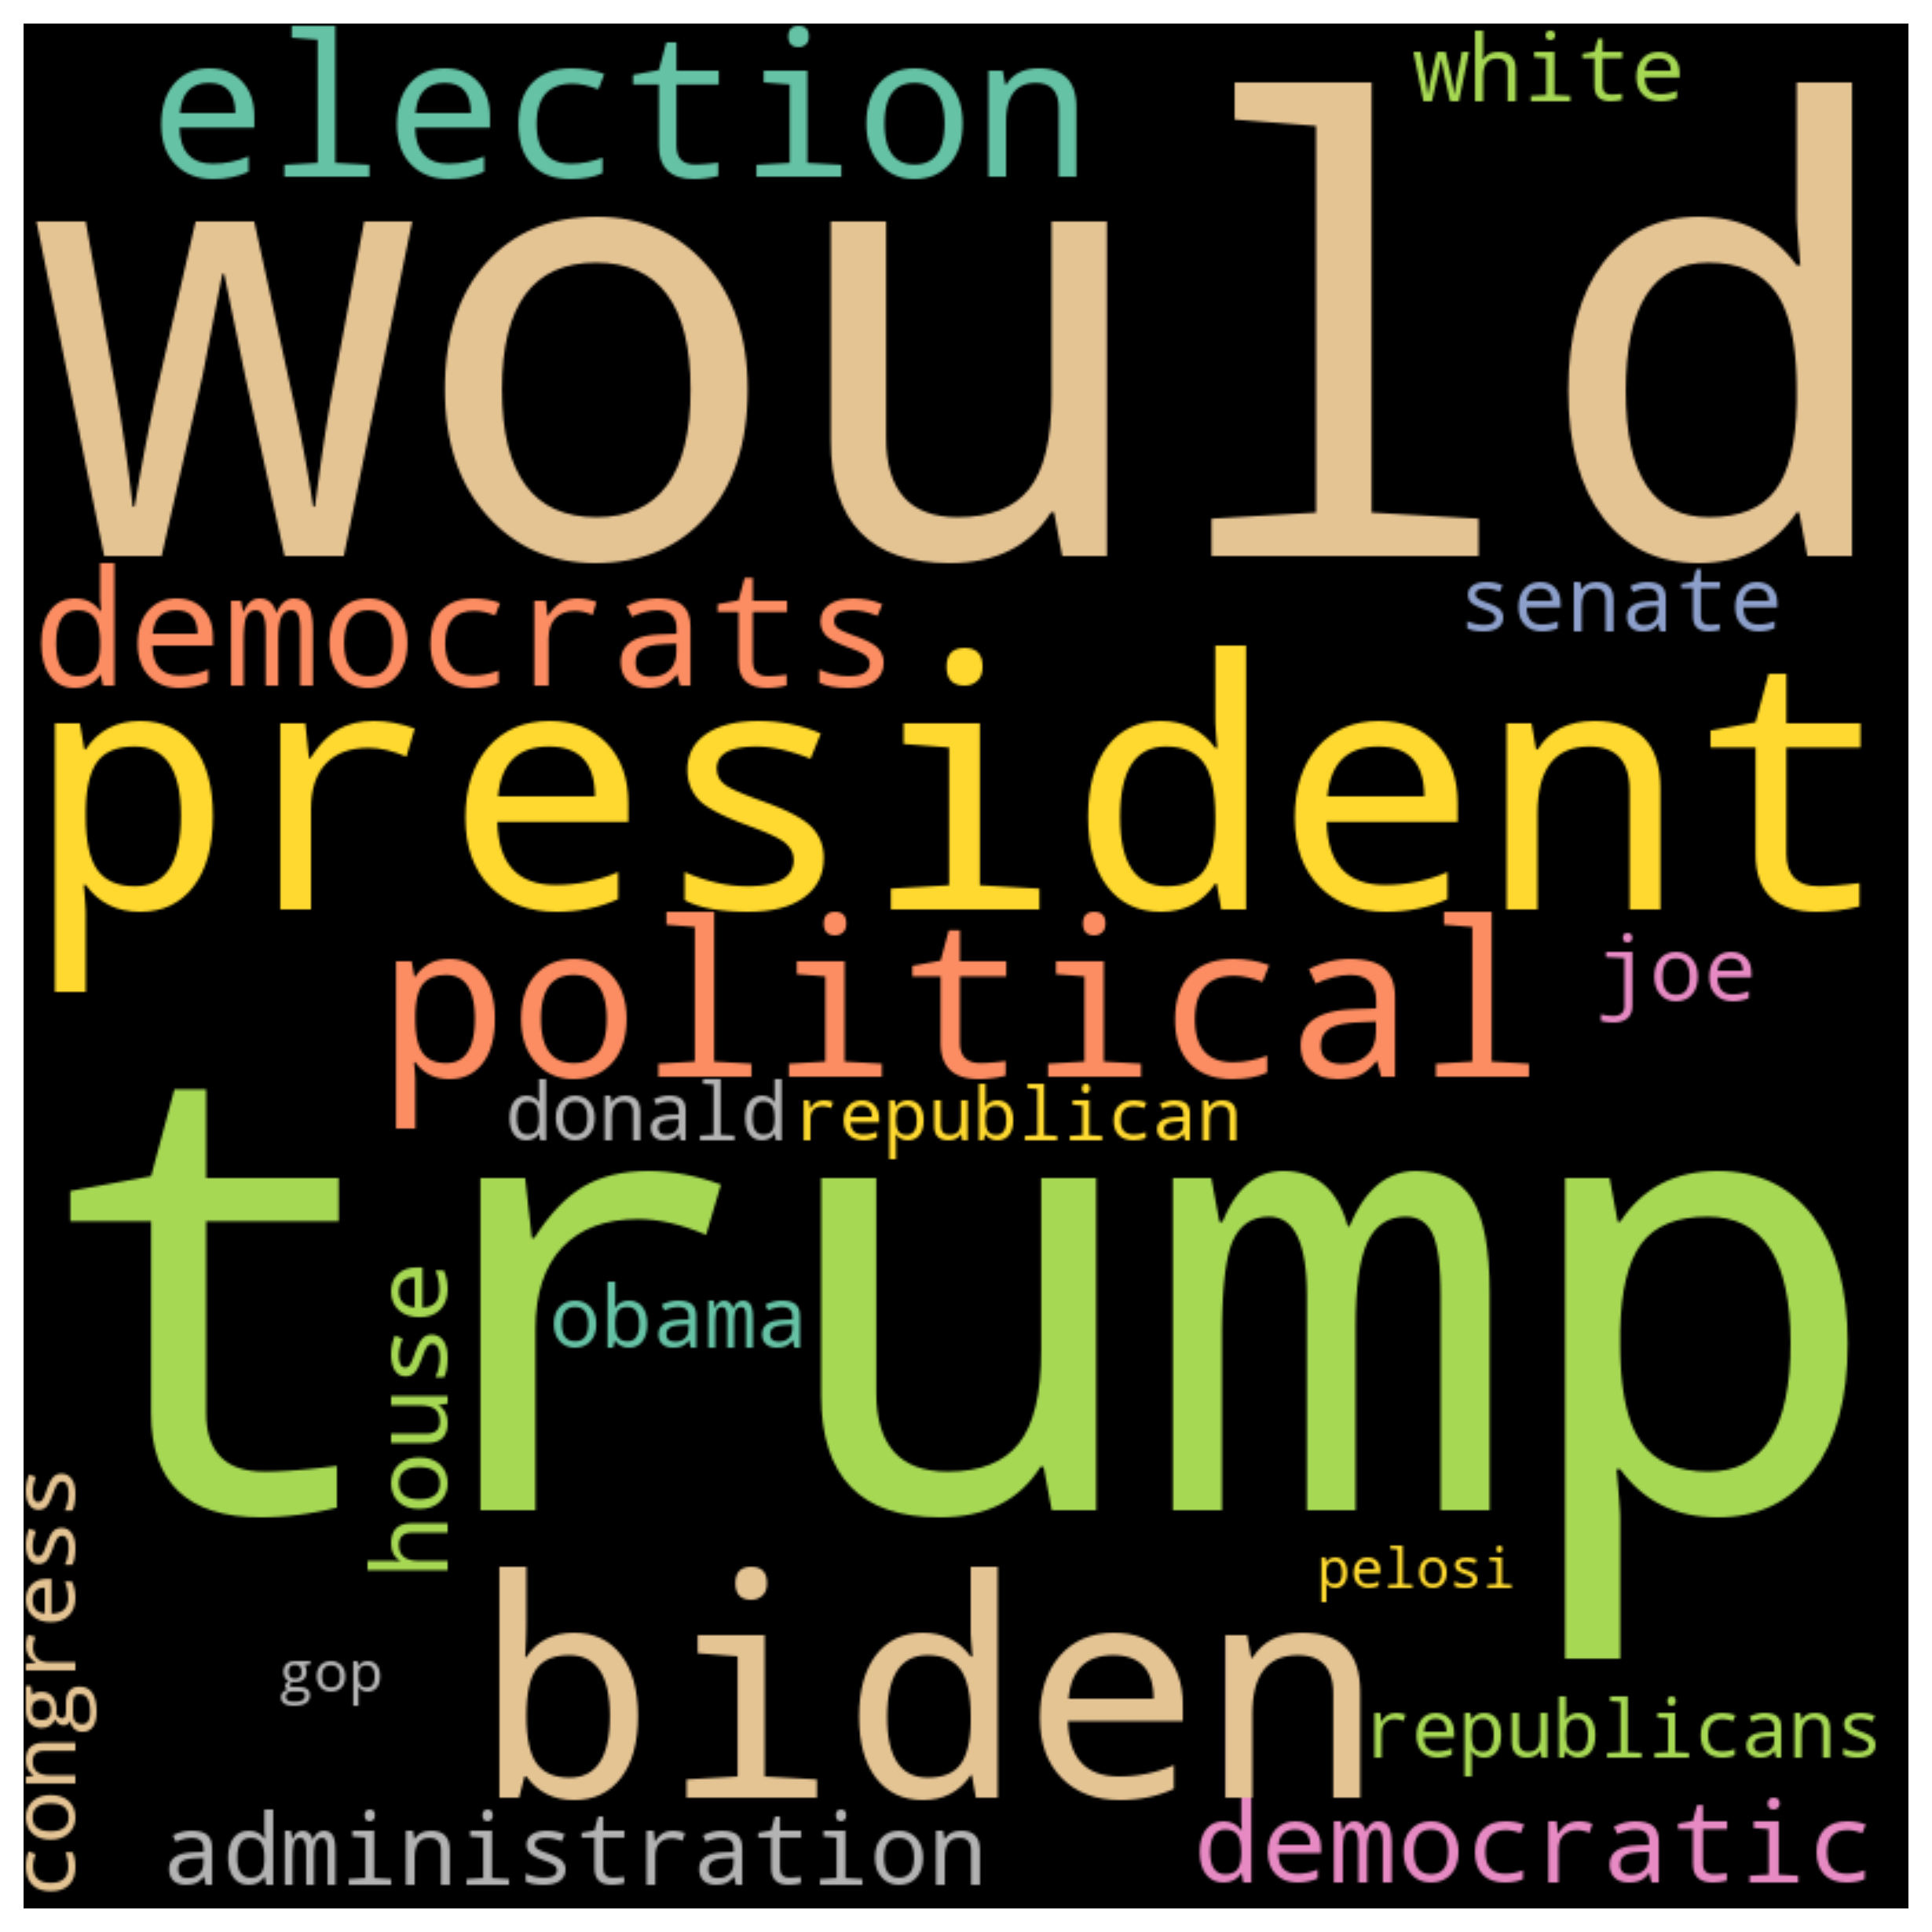 election
white
would
democrats
senate
president
political
joe
donald
republican
trump
house
obama
congress
pelosi
biden
gop
republicans
administration
democratic